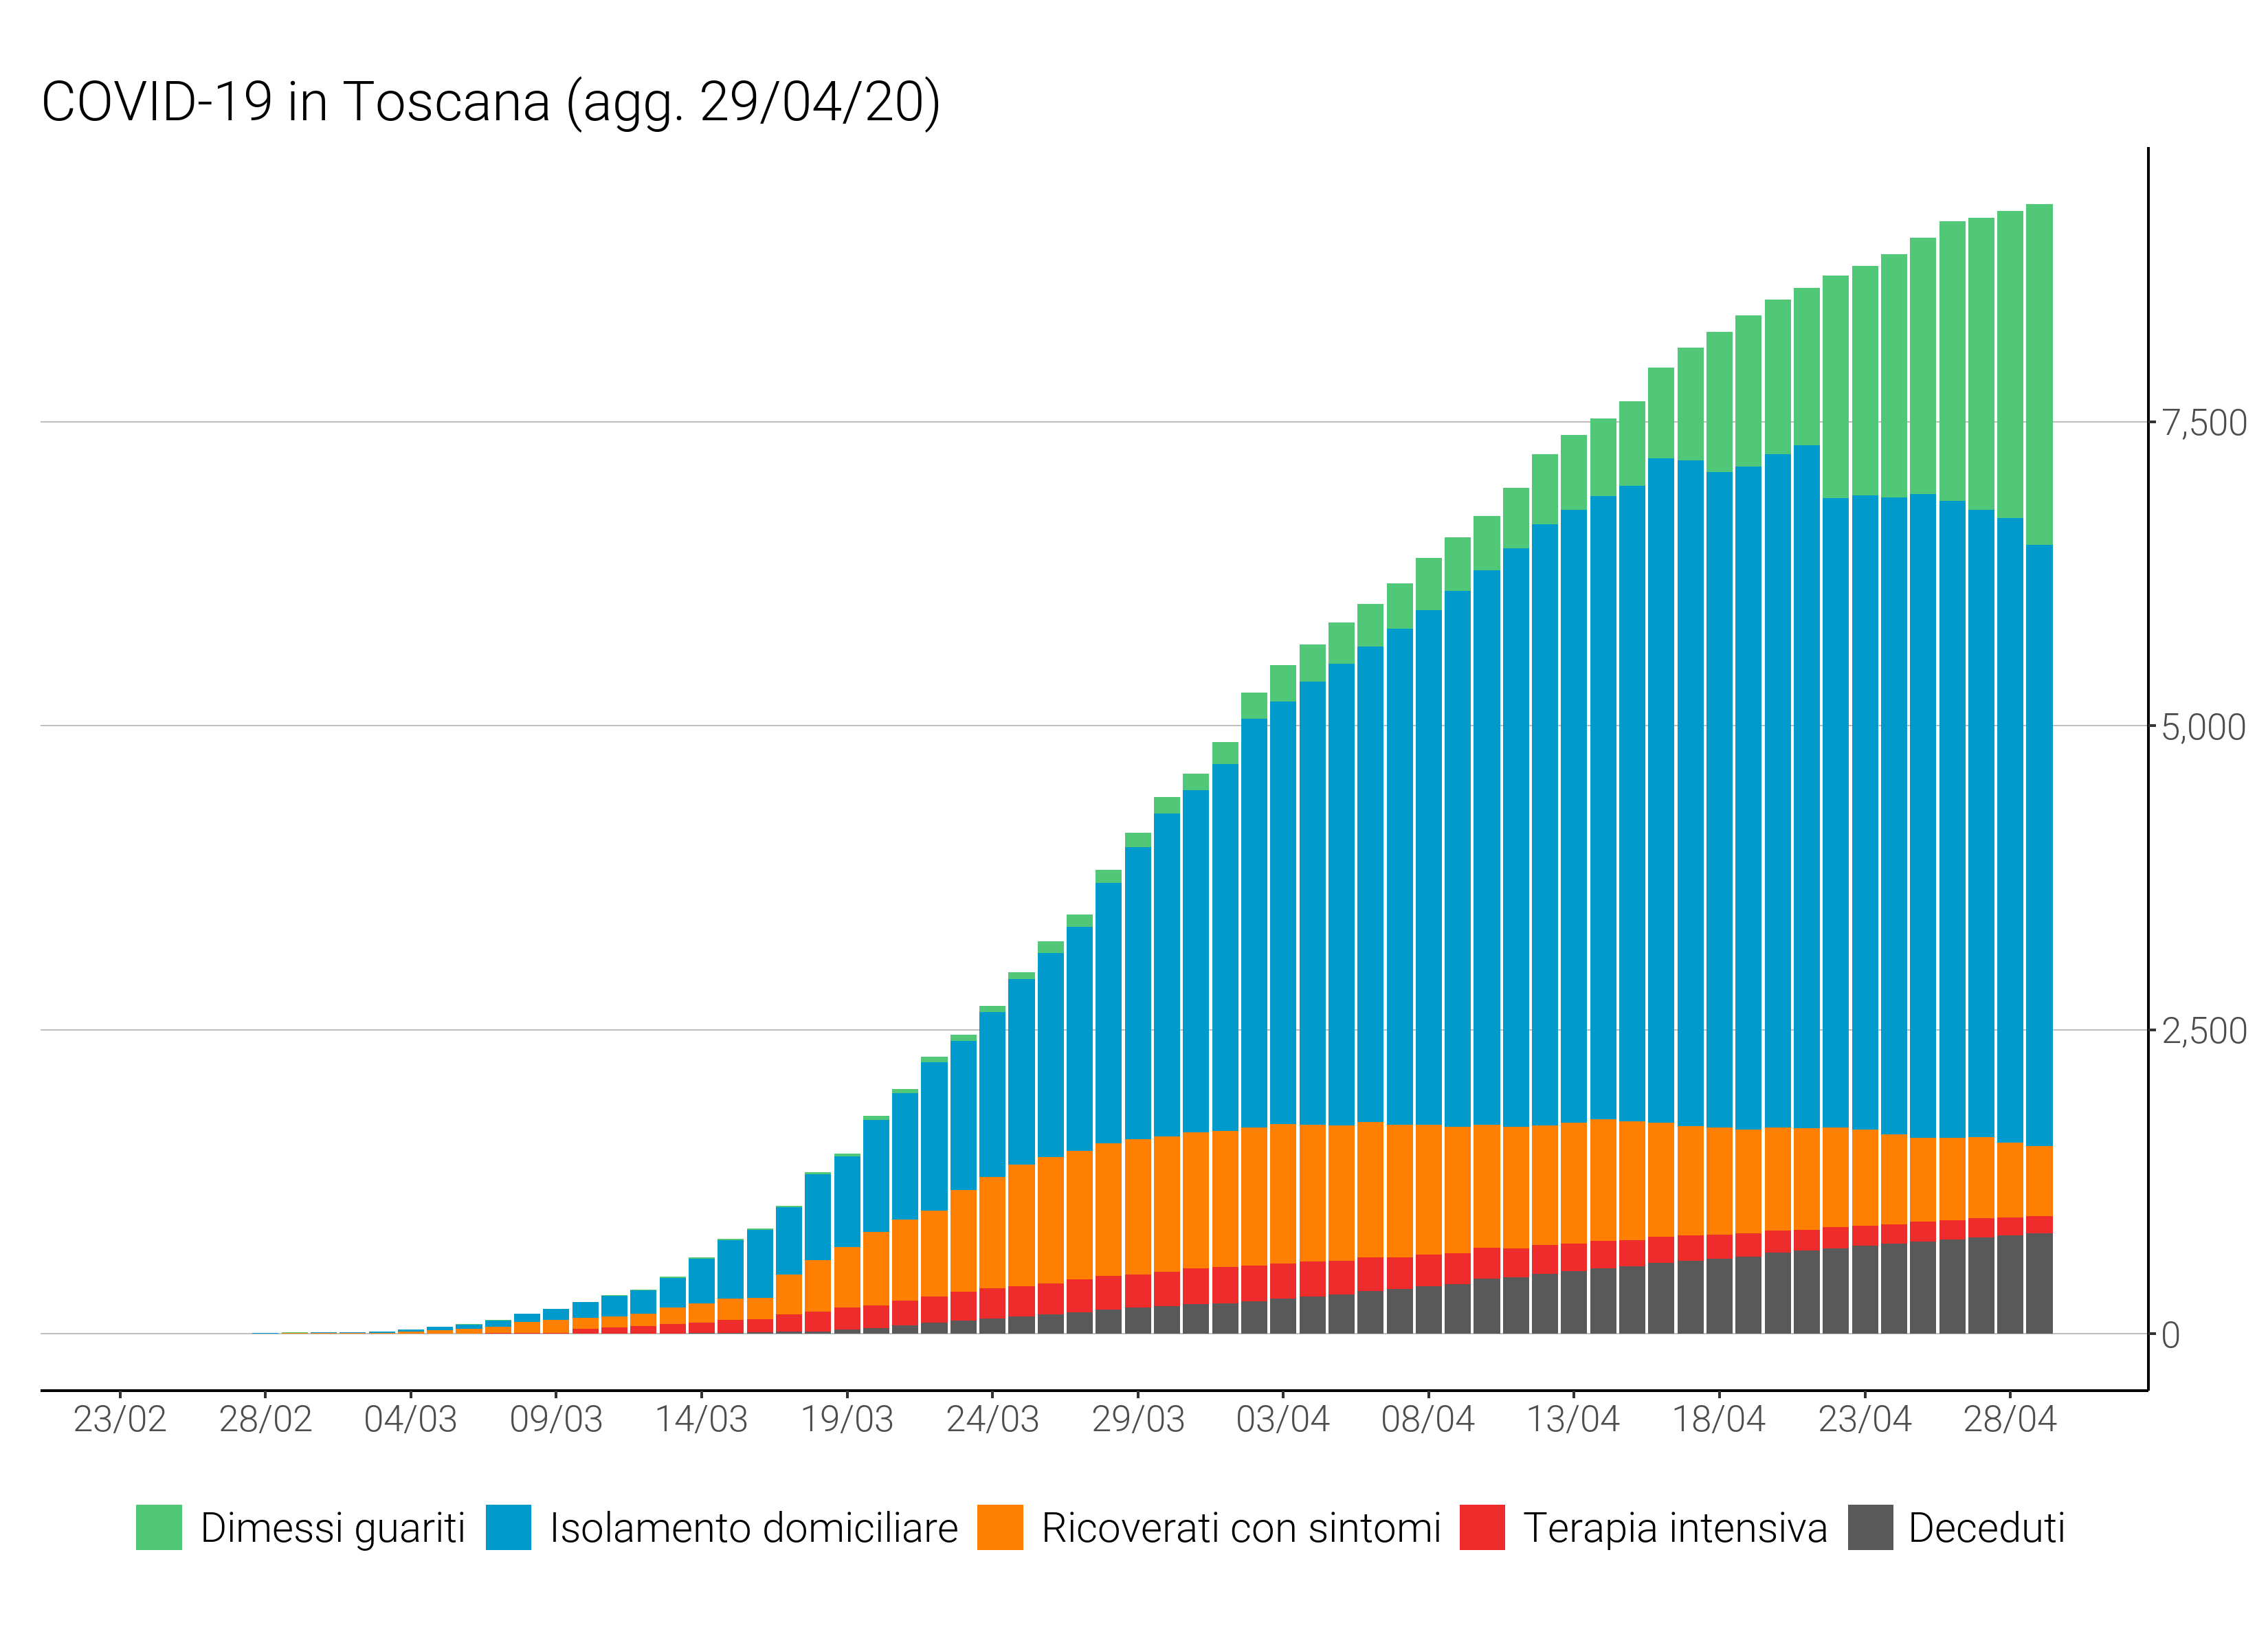 COVID-19 in Toscana (agg. 29/04/20)
7,500
5,000
2,500
0
23/02 28/02 04/03 09/03 14/03 19/03 24/03 29/03 03/04 08/04 13/04 18/04 23/04 28/04
Dimessi guariti Isolamento domiciliare Ricoverati con sintomi Terapia intensiva Deceduti